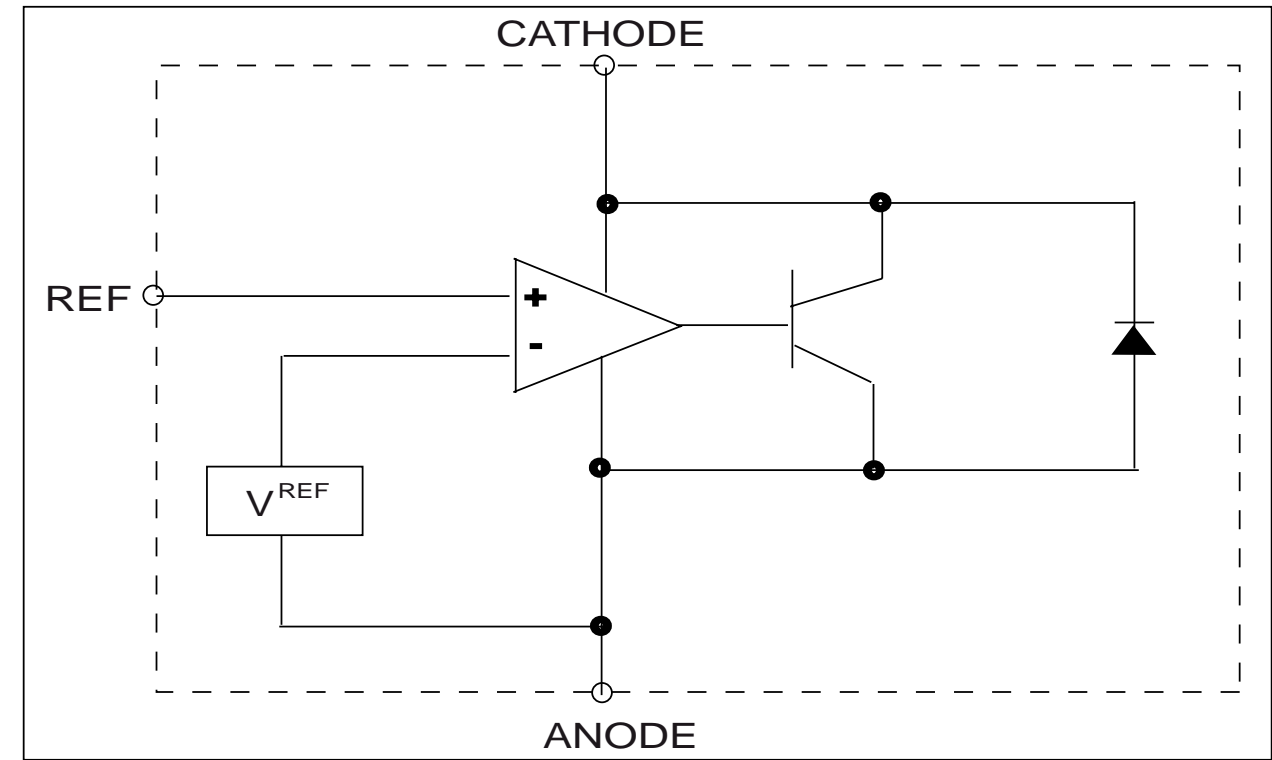 CATHODE
REF
+
-
VREF
ANODE